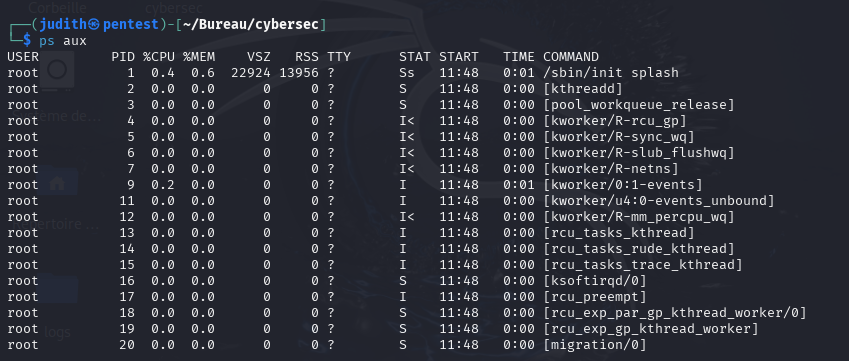 Corbeille cybersec
┌──(judith㉿pentest)-[~/Bureau/cybersec]
└─$ ps aux
USER PID %CPU %MEM VSZ RSS TTY STAT START TIME COMMAND
root 1 0.4 0.6 22924 13956 ? Ss 11:48 0:01 /sbin/init splash
root 2 0.0 0.0 0 0 ? S 11:48 0:00 [kthreadd]
root 3 0.0 0.0 0 0 ? S 11:48 0:00 [pool_workqueue_release]
root 4 0.0 0.0 0 0 ? I< 11:48 0:00 [kworker/R-rcu_gp]
root 5 0.0 0.0 0 0 ? I< 11:48 0:00 [kworker/R-sync_wq]
root 6 0.0 0.0 0 0 ? I< 11:48 0:00 [kworker/R-slub_flushwq]
root 7 0.0 0.0 0 0 ? I< 11:48 0:00 [kworker/R-netns]
root 9 0.2 0.0 0 0 ? I 11:48 0:01 [kworker/0:1-events]
root 11 0.0 0.0 0 0 ? I 11:48 0:00 [kworker/u4:0-events_unbound]
root 12 0.0 0.0 0 0 ? I< 11:48 0:00 [kworker/R-mm_percpu_wq]
root 13 0.0 0.0 0 0 ? I 11:48 0:00 [rcu_tasks_kthread]
root 14 0.0 0.0 0 0 ? I 11:48 0:00 [rcu_tasks_rude_kthread]
root 15 0.0 0.0 0 0 ? I 11:48 0:00 [rcu_tasks_trace_kthread]
root 16 0.0 0.0 0 0 ? S 11:48 0:00 [ksoftirqd/0]
root 17 0.0 0.0 0 0 ? I 11:48 0:00 [rcu_preempt]
root 18 0.0 0.0 0 0 ? S 11:48 0:00 [rcu_exp_par_gp_kthread_worker/0]
root 19 0.0 0.0 0 0 ? S 11:48 0:00 [rcu_exp_gp_kthread_worker]
root 20 0.0 0.0 0 0 ? S 11:48 0:00 [migration/0]
logs